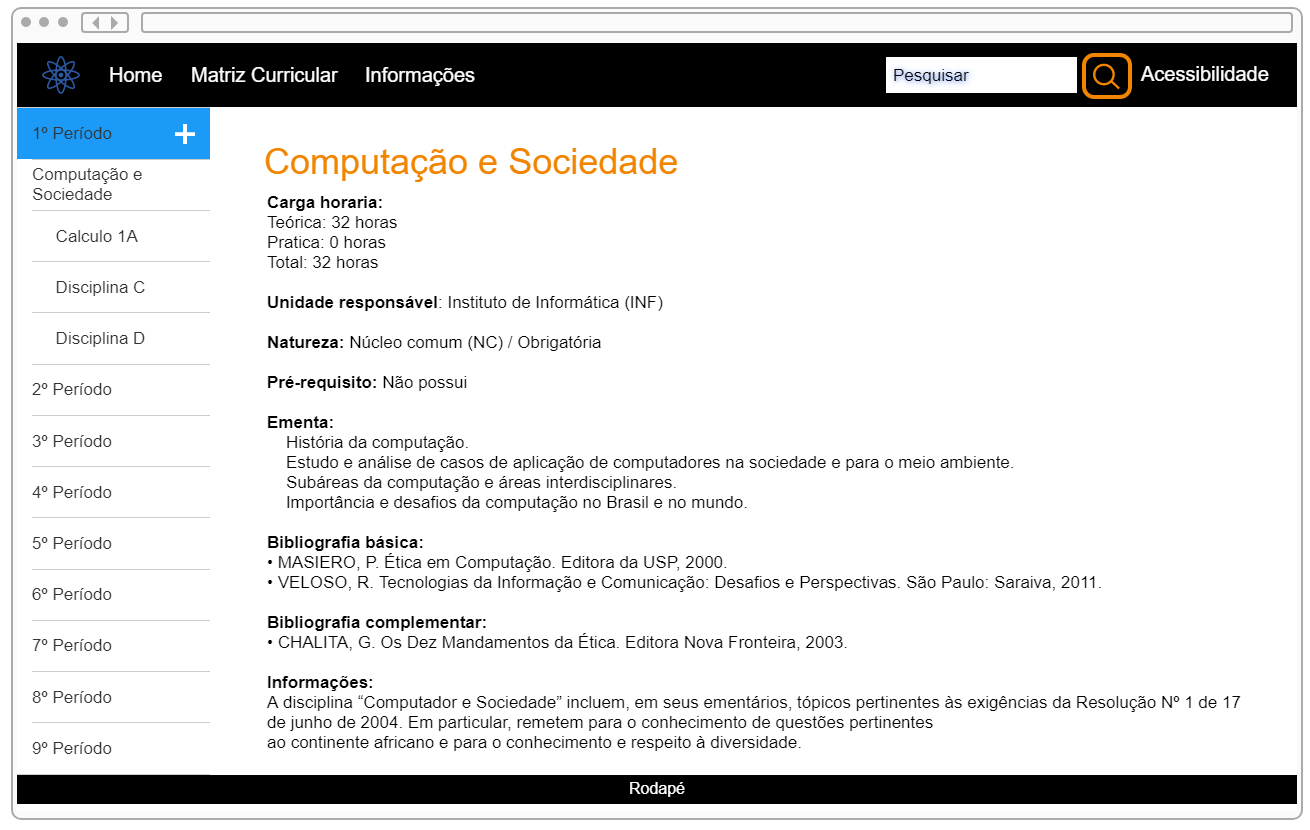 Home Matriz Curricular Informações Pesquisar Acessibilidade
1º Período
Computação e
Sociedade
Calculo 1A
Disciplina C
Disciplina D
2º Período
3º Período
4º Período
5º Período
6º Período
7º Período
8º Período
9º Período
Computação e Sociedade
Carga horaria:
Teórica: 32 horas
Pratica: 0 horas
Total: 32 horas
Unidade responsável: Instituto de Informática (INF)
Natureza: Núcleo comum (NC) / Obrigatória
Pré-requisito: Não possui
Ementa:
História da computação.
Estudo e análise de casos de aplicação de computadores na sociedade e para o meio ambiente.
Subáreas da computação e áreas interdisciplinares.
Importância e desafios da computação no Brasil e no mundo.
Bibliografia básica:
• MASIERO, P. Ética em Computação. Editora da USP, 2000.
• VELOSO, R. Tecnologias da Informação e Comunicação: Desafios e Perspectivas. São Paulo: Saraiva, 2011.
Bibliografia complementar:
• CHALITA, G. Os Dez Mandamentos da Ética. Editora Nova Fronteira, 2003.
Informações:
A disciplina “Computador e Sociedade” incluem, em seus ementários, tópicos pertinentes às exigências da Resolução Nº 1 de 17
de junho de 2004. Em particular, remetem para o conhecimento de questões pertinentes
ao continente africano e para o conhecimento e respeito à diversidade.
Rodapé